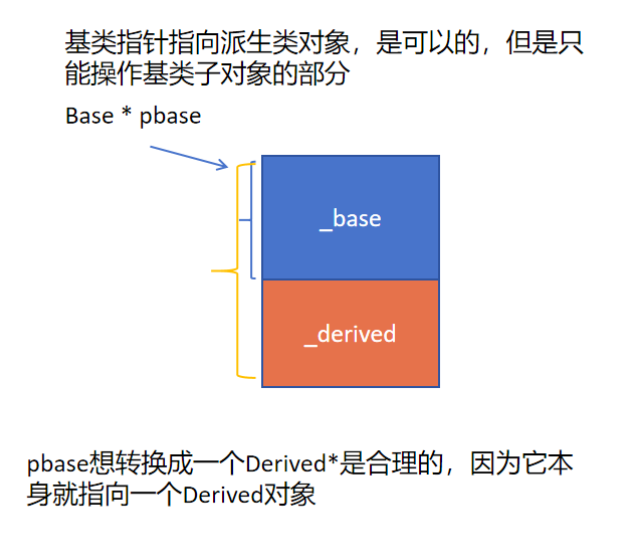 基类指针指向派生类对象，是可以的，但是只
能操作基类子对象的部分
Base * pbase
_base
_derived
pbase想转换成一个Derived*是合理的，因为它本
身就指向一个Derived对象